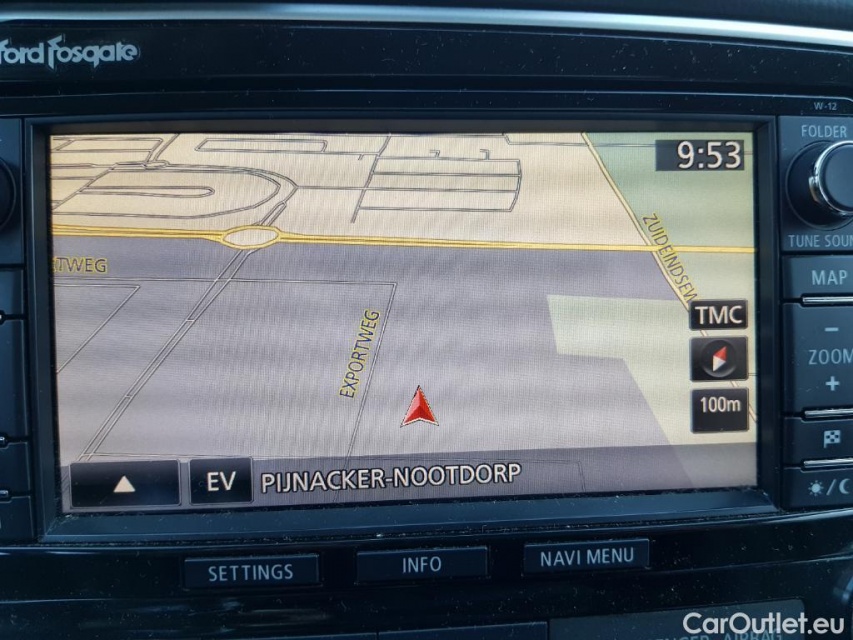 ford Fosgate
W-12
FOLDER
9:53
TUNE SOUN
ZUIDEINDSEW
TWEG
MAP
TMC
EXPORTWEG
ZOOM
100m
EV
PIJNACKER-NOOTDORP
SETTINGS
INFO
NAVI MENU
CarOutlet.eu